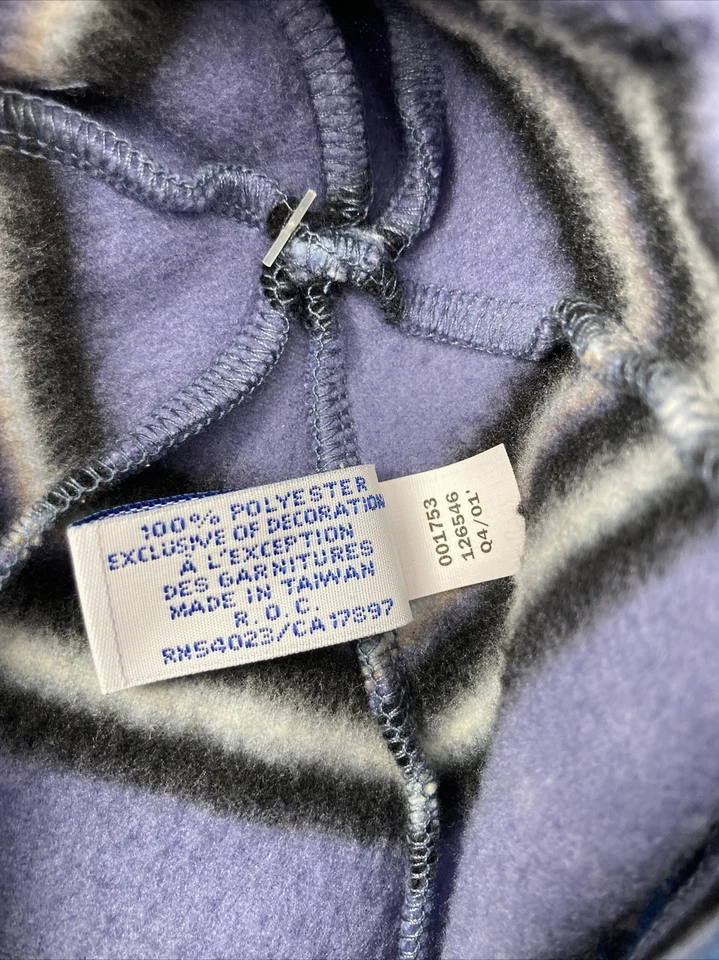 100% POLYESTER
EXCLUSIVE OF DECORATION
A L'EXCEPTION
DES GARNITURES
MADE IN TAIWAN
R.O.C.
RN54023/CA17897
001753
126546
Q4/01.